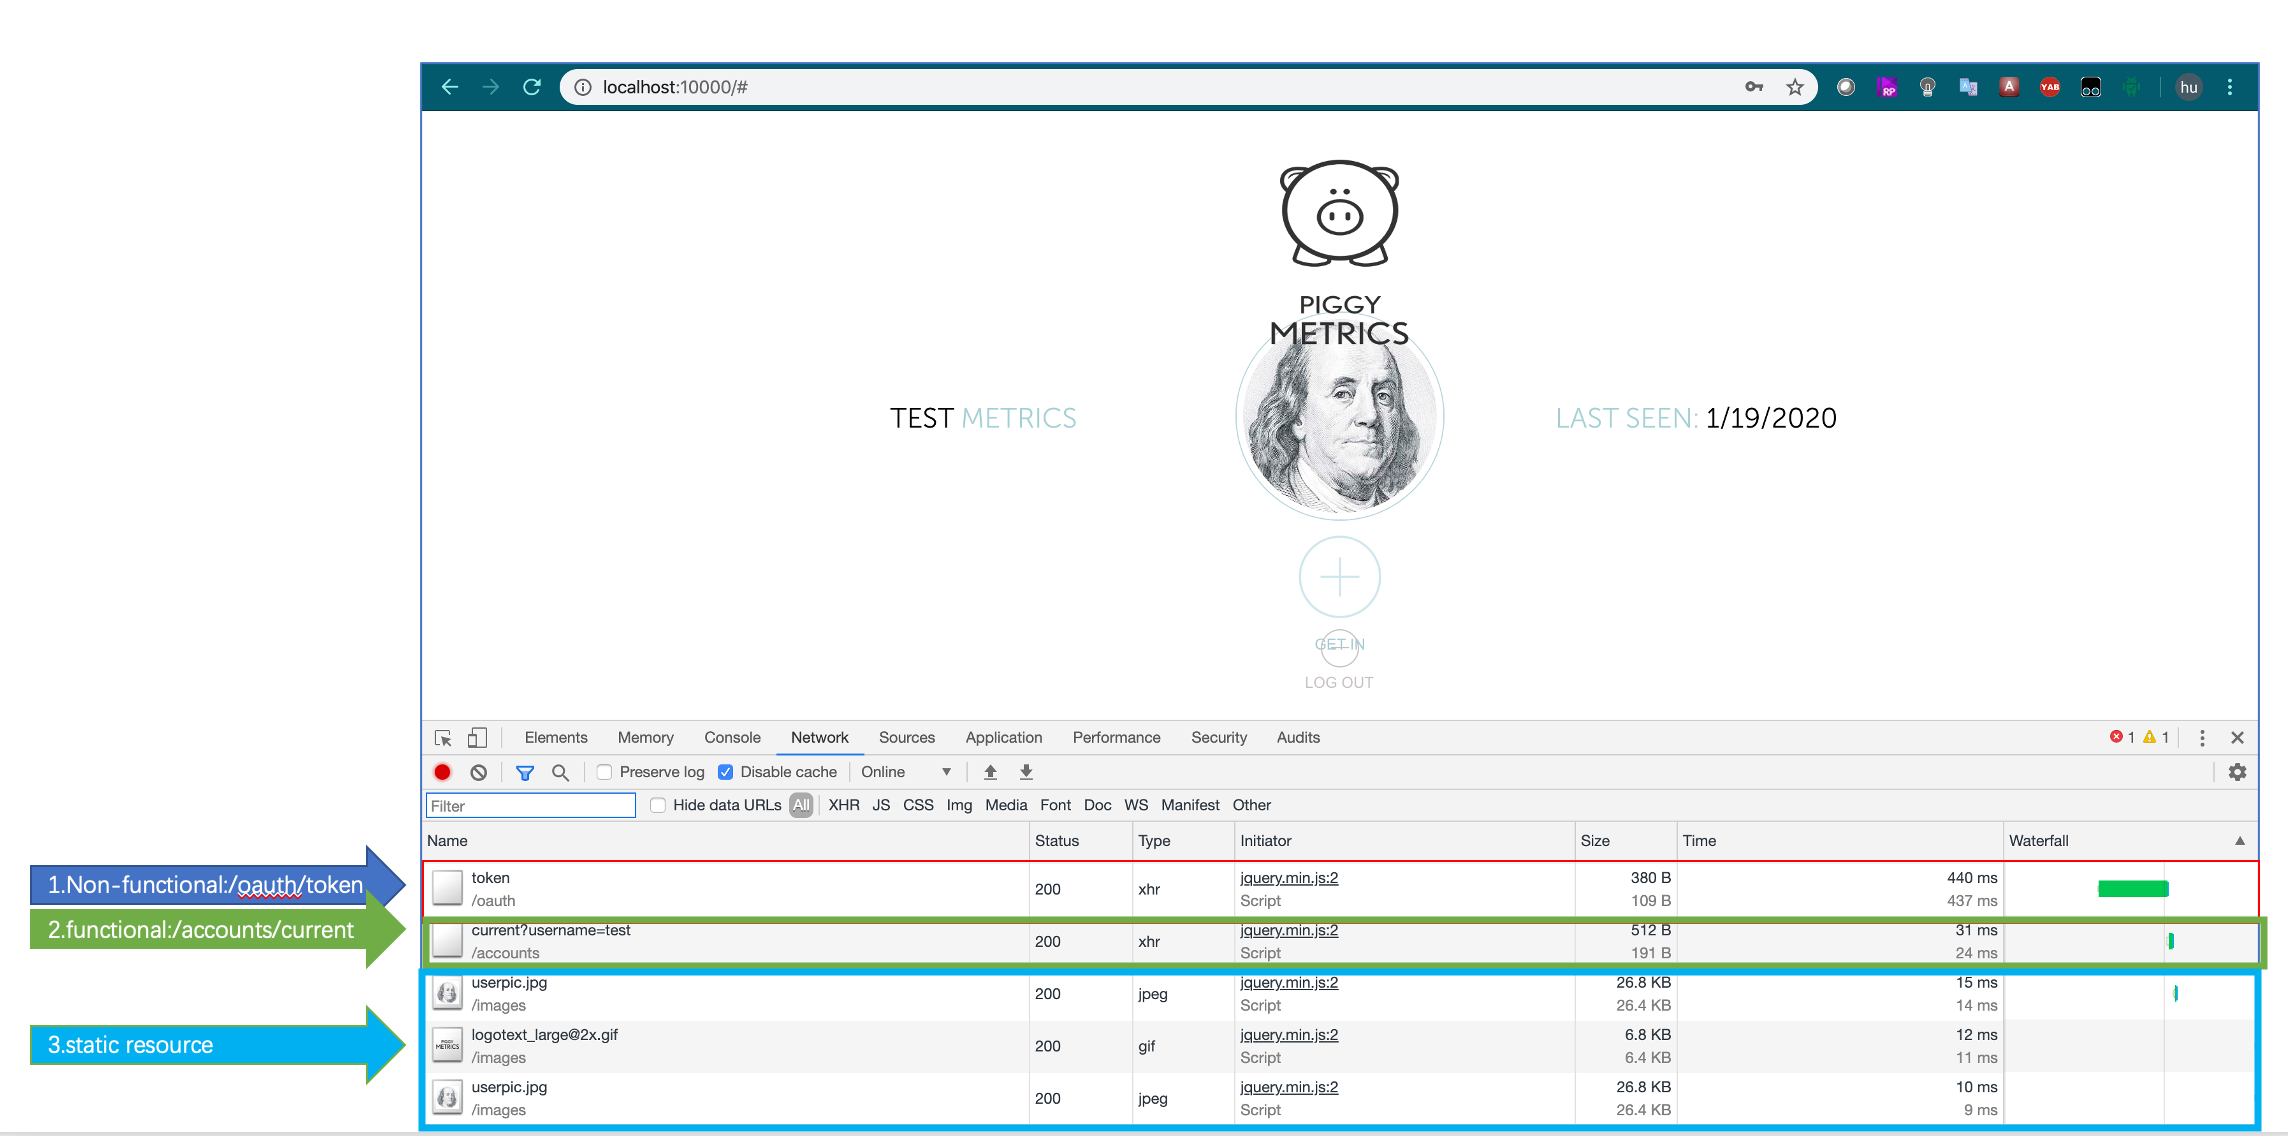 localhost:10000/#
RP
A
YAB
hu
PIGGY
METRICS
TEST METRICS
LAST SEEN: 1/19/2020
GET IN
LOG OUT
Elements Memory Console Network Sources Application Performance Security Audits 1 1
Preserve log Disable cache Online
Filter Hide data URLs All XHR JS CSS Img Media Font Doc WS Manifest Other
Name Status Type Initiator Size Time Waterfall
1.Non-functional:/oauth/token
token 200 xhr jquery.min.js:2 380 B 440 ms
/oauth Script 109 B 437 ms
2.functional:/accounts/current
current?username=test 200 xhr jquery.min.js:2 512 B 31 ms
/accounts Script 191 B 24 ms
userpic.jpg 200 jpeg jquery.min.js:2 26.8 KB 15 ms
/images Script 26.4 KB 14 ms
3.static resource
PIGGY
METRICS
logotext_large@2x.gif 200 gif jquery.min.js:2 6.8 KB 12 ms
/images Script 6.4 KB 11 ms
userpic.jpg 200 jpeg jquery.min.js:2 26.8 KB 10 ms
/images Script 26.4 KB 9 ms